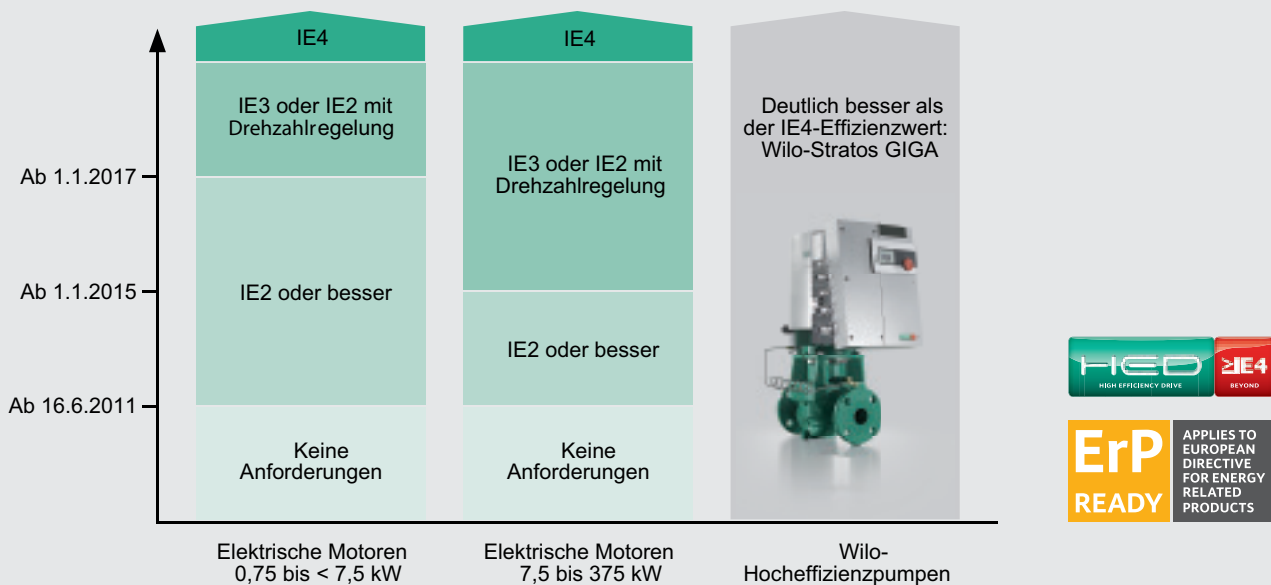 IE4
IE4
IE3 oder IE2 mit
Drehzahlregelung
Deutlich besser als
der IE4-Effizienzwert:
Wilo-Stratos GIGA
IE3 oder IE2 mit
Drehzahlregelung
Ab 1.1.2017
IE2 oder besser
Ab 1.1.2015
IE2 oder besser
Ab 16.6.2011
Keine
Anforderungen
Keine
Anforderungen
Elektrische Motoren
0,75 bis < 7,5 kW
Elektrische Motoren
7,5 bis 375 kW
Wilo-
Hocheffizienzpumpen
HED
HIGH EFFICIENCY DRIVE
≥IE4
BEYOND
ErP
READY
APPLIES TO
EUROPEAN
DIRECTIVE
FOR ENERGY
RELATED
PRODUCTS